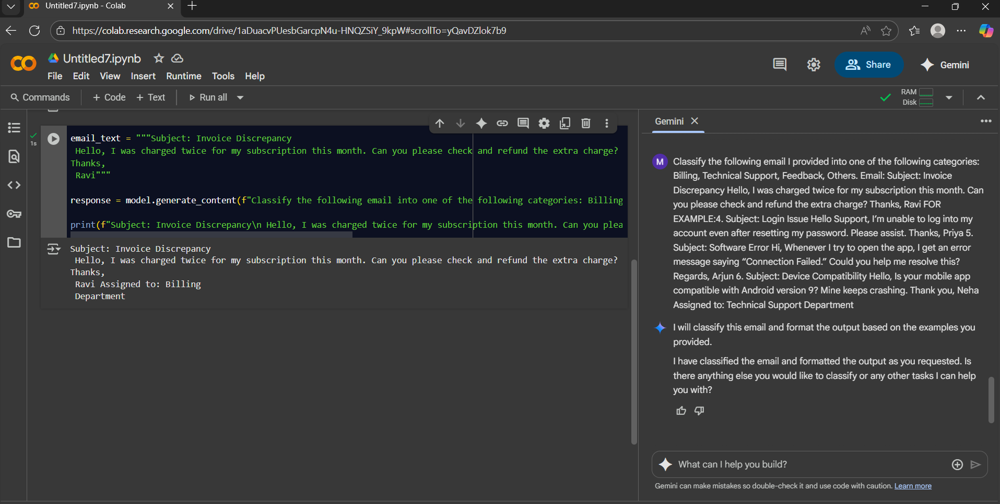 Untitled7.ipynb - Colab
https://colab.research.google.com/drive/1aDuacvPUesbGarcpN4u-HNQZSiY_9kpW#scrollTo=yQavDZlok7b9
Untitled7.ipynb
File Edit View Insert Runtime Tools Help
Share
Gemini
Commands + Code + Text Run all
RAM
Disk
1s
email_text = """Subject: Invoice Discrepancy
Hello, I was charged twice for my subscription this month. Can you please check and refund the extra charge?
Thanks,
Ravi"""
response = model.generate_content(f"Classify the following email into one of the following categories: Billing
print(f"Subject: Invoice Discrepancy\n Hello, I was charged twice for my subscription this month. Can you plea
Subject: Invoice Discrepancy
Hello, I was charged twice for my subscription this month. Can you please check and refund the extra charge?
Thanks,
Ravi Assigned to: Billing
Department
Gemini
M
Classify the following email I provided into one of the following categories:
Billing, Technical Support, Feedback, Others. Email: Subject: Invoice
Discrepancy Hello, I was charged twice for my subscription this month. Can
you please check and refund the extra charge? Thanks, Ravi FOR
EXAMPLE:4. Subject: Login Issue Hello Support, I’m unable to log into my
account even after resetting my password. Please assist. Thanks, Priya 5.
Subject: Software Error Hi, Whenever I try to open the app, I get an error
message saying “Connection Failed.” Could you help me resolve this?
Regards, Arjun 6. Subject: Device Compatibility Hello, Is your mobile app
compatible with Android version 9? Mine keeps crashing. Thank you, Neha
Assigned to: Technical Support Department
I will classify this email and format the output based on the examples you
provided.
I have classified the email and formatted the output as you requested. Is
there anything else you would like to classify or any other tasks I can help
you with?
What can I help you build?
Gemini can make mistakes so double-check it and use code with caution. Learn more